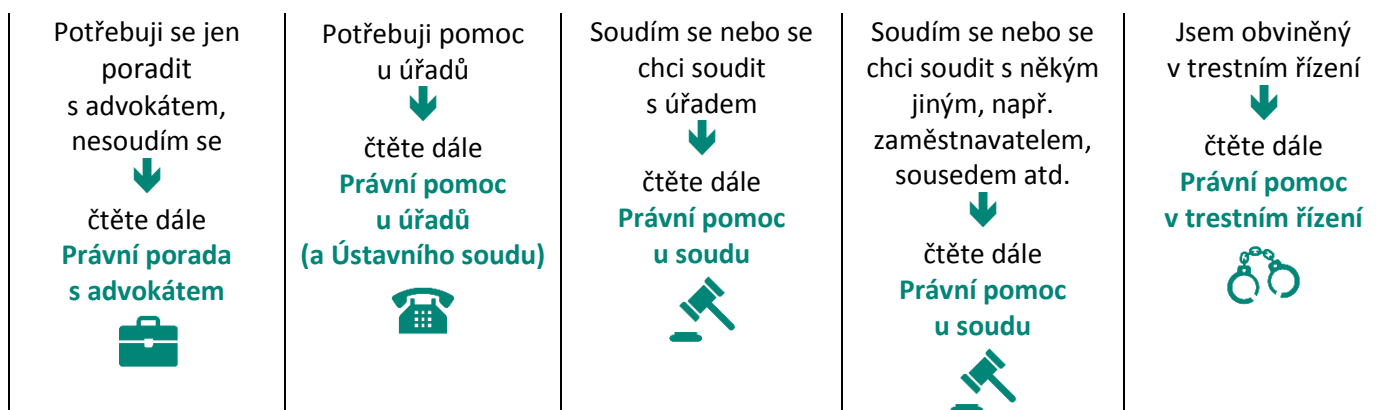 Potřebuji se jen
poradit
s advokátem,
nesoudím se
čtěte dále
Právní porada
s advokátem
Potřebuji pomoc
u úřadů
čtěte dále
Právní pomoc
u úřadů
(a Ústavního soudu)
Soudím se nebo se
chci soudit
s úřadem
čtěte dále
Právní pomoc
u soudu
Soudím se nebo se
chci soudit s někým
jiným, např.
zaměstnavatelem,
sousedem atd.
čtěte dále
Právní pomoc
u soudu
Jsem obviněný
v trestním řízení
čtěte dále
Právní pomoc
v trestním řízení